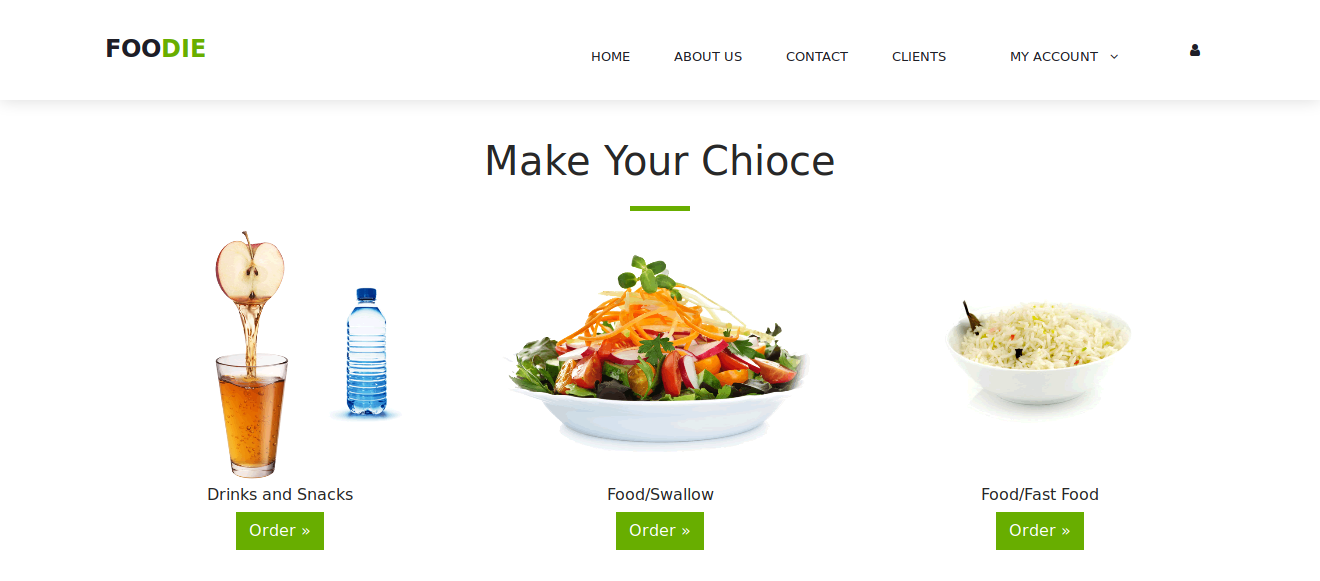 FOODIE
HOME ABOUT US CONTACT CLIENTS MY ACCOUNT
Make Your Chioce
Drinks and Snacks
Food/Swallow
Food/Fast Food
Order »
Order »
Order »